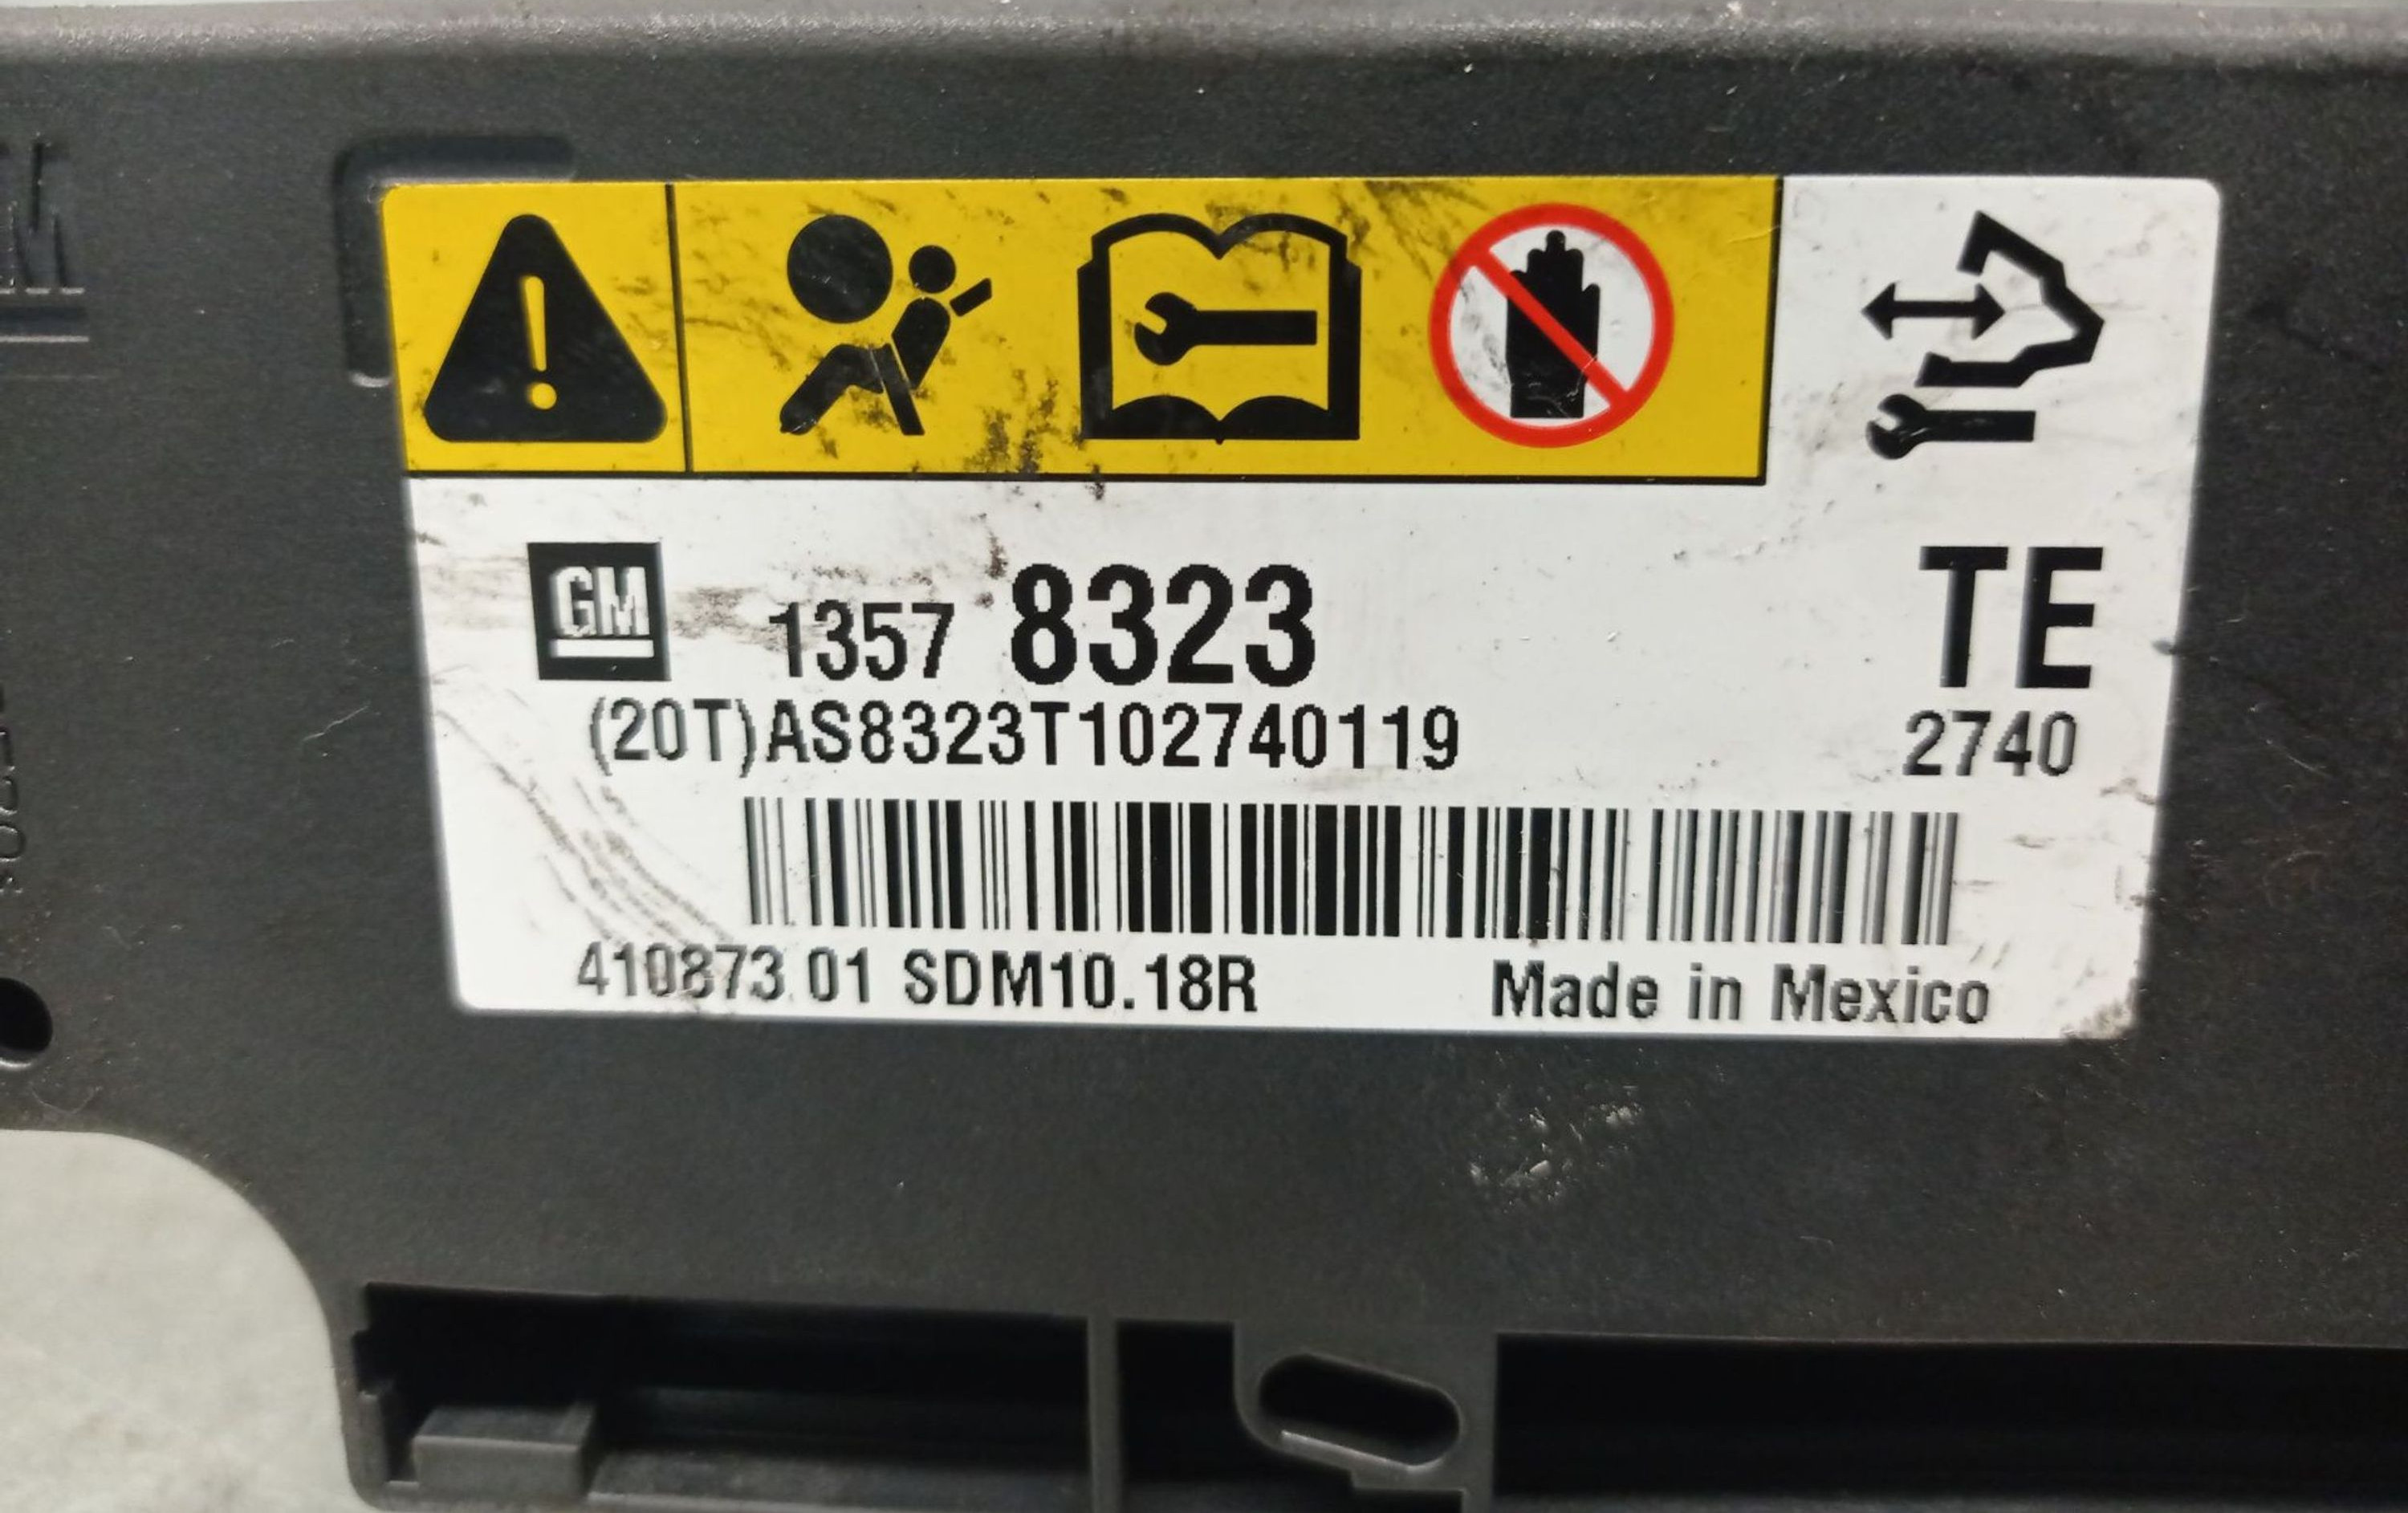 GM
1357 8323
TE
(20T)AS8323T102740119
2740
410873.01 SDM10.18R
Made in Mexico